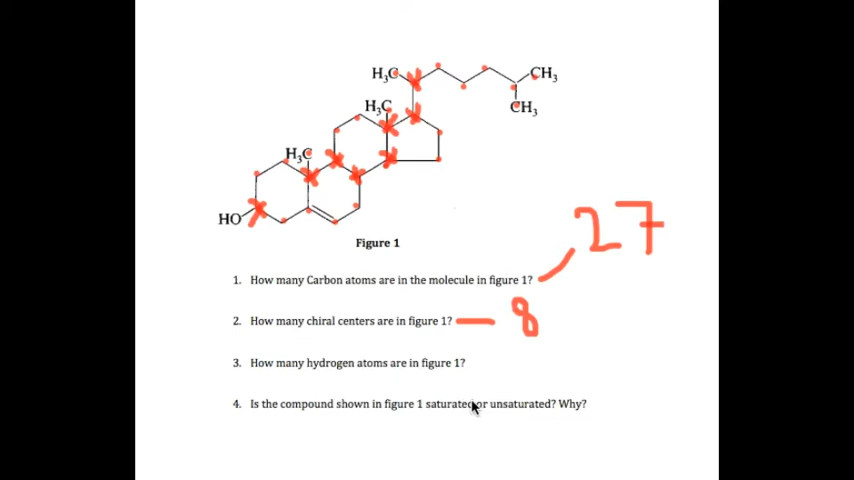 H₃C
CH₃
H₃C
CH₃
H₃C
HO
27
Figure 1
1. How many Carbon atoms are in the molecule in figure 1?
2. How many chiral centers are in figure 1? 8
3. How many hydrogen atoms are in figure 1?
4. Is the compound shown in figure 1 saturated or unsaturated? Why?